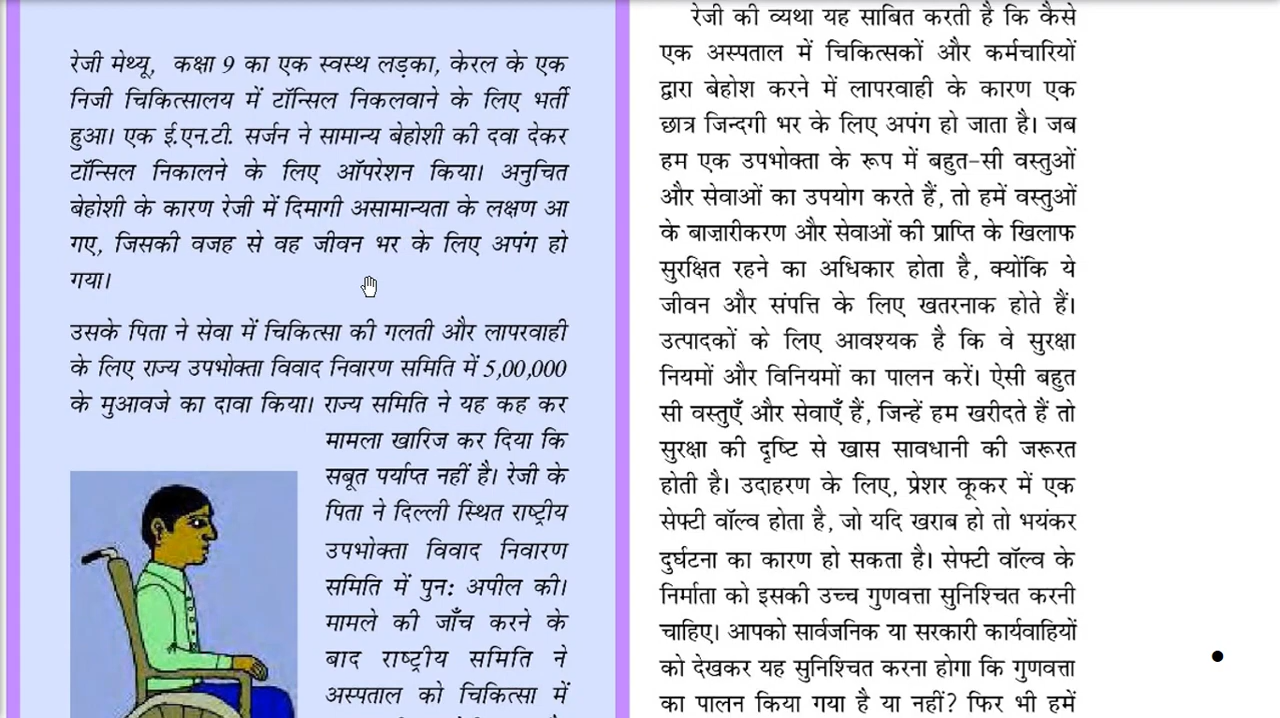 रेजी मेथ्यू, कक्षा 9 का एक स्वस्थ लड़का, केरल के एक
निजी चिकित्सालय में टॉन्सिल निकलवाने के लिए भर्ती
हुआ। एक ई.एन.टी. सर्जन ने सामान्य बेहोशी की दवा देकर
टॉन्सिल निकालने के लिए ऑपरेशन किया। अनुचित
बेहोशी के कारण रेजी में दिमागी असामान्यता के लक्षण आ
गए, जिसकी वजह से वह जीवन भर के लिए अपंग हो
गया।
उसके पिता ने सेवा में चिकित्सा की गलती और लापरवाही
के लिए राज्य उपभोक्ता विवाद निवारण समिति में 5,00,000
के मुआवजे का दावा किया। राज्य समिति ने यह कह कर
मामला खारिज कर दिया कि
सबूत पर्याप्त नहीं है। रेजी के
पिता ने दिल्ली स्थित राष्ट्रीय
उपभोक्ता विवाद निवारण
समिति में पुन: अपील की।
मामले की जाँच करने के
बाद राष्ट्रीय समिति ने
अस्पताल को चिकित्सा में
रेजी की व्यथा यह साबित करती है कि कैसे
एक अस्पताल में चिकित्सकों और कर्मचारियों
द्वारा बेहोश करने में लापरवाही के कारण एक
छात्र जिन्दगी भर के लिए अपंग हो जाता है। जब
हम एक उपभोक्ता के रूप में बहुत-सी वस्तुओं
और सेवाओं का उपयोग करते हैं, तो हमें वस्तुओं
के बाज़ारीकरण और सेवाओं की प्राप्ति के खिलाफ
सुरक्षित रहने का अधिकार होता है, क्योंकि ये
जीवन और संपत्ति के लिए खतरनाक होते हैं।
उत्पादकों के लिए आवश्यक है कि वे सुरक्षा
नियमों और विनियमों का पालन करें। ऐसी बहुत
सी वस्तुएँ और सेवाएँ हैं, जिन्हें हम खरीदते हैं तो
सुरक्षा की दृष्टि से खास सावधानी की जरूरत
होती है। उदाहरण के लिए, प्रेशर कूकर में एक
सेफ्टी वॉल्व होता है, जो यदि खराब हो तो भयंकर
दुर्घटना का कारण हो सकता है। सेफ्टी वॉल्व के
निर्माता को इसकी उच्च गुणवत्ता सुनिश्चित करनी
चाहिए। आपको सार्वजनिक या सरकारी कार्यवाहियों
को देखकर यह सुनिश्चित करना होगा कि गुणवत्ता
का पालन किया गया है या नहीं? फिर भी हमें